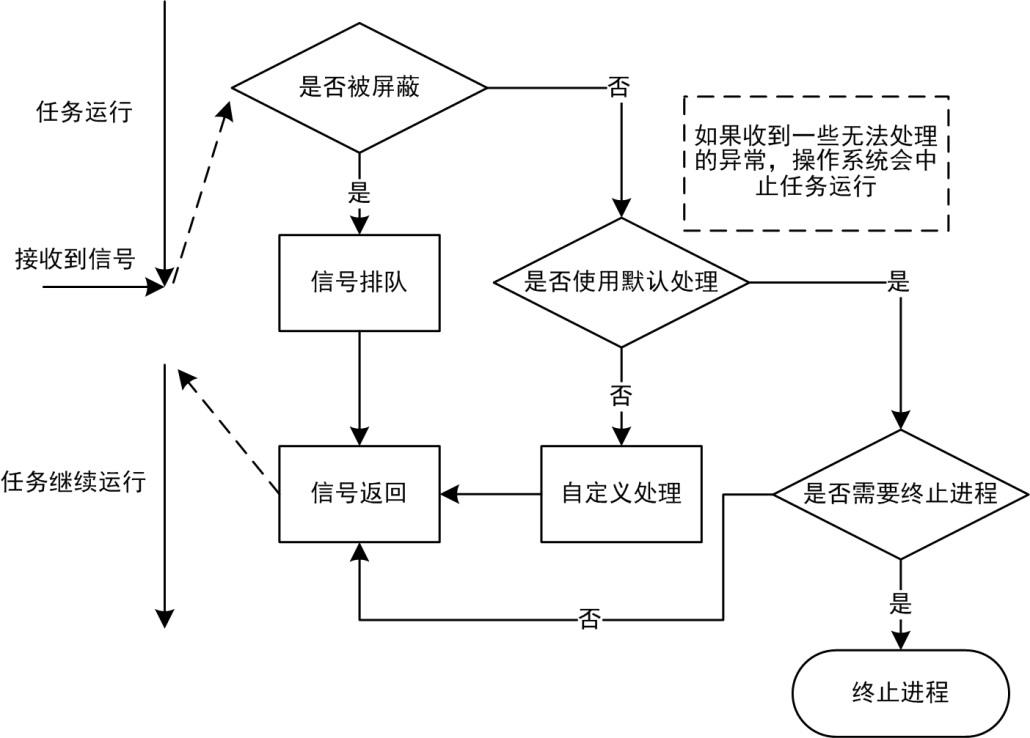 是否被屏蔽
否
任务运行
如果收到一些无法处理
的异常，操作系统会中
止任务运行
是
接收到信号
信号排队
是否使用默认处理
是
否
任务继续运行
信号返回
自定义处理
是否需要终止进程
否
是
终止进程